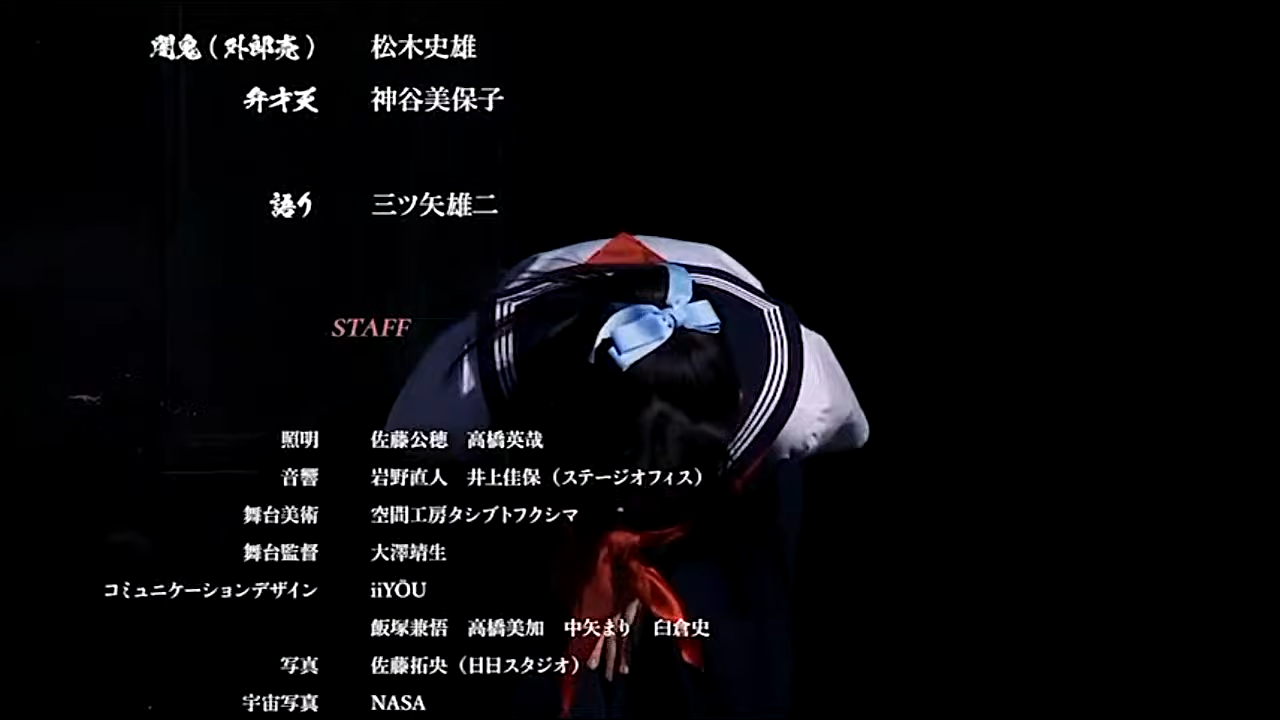 闇鬼（外郎売）　松木史雄
弁才天　神谷美保子
語り　三ツ矢雄二
STAFF
照明　佐藤公穂　高橋英哉
音響　岩野直人　井上佳保（ステージオフィス）
舞台美術　空間工房タシブトフクシマ
舞台監督　大澤靖生
コミュニケーションデザイン　iiYŌU
飯塚兼悟　高橋美加　中矢まり　臼倉史
写真　佐藤拓央（日日スタジオ）
宇宙写真　NASA